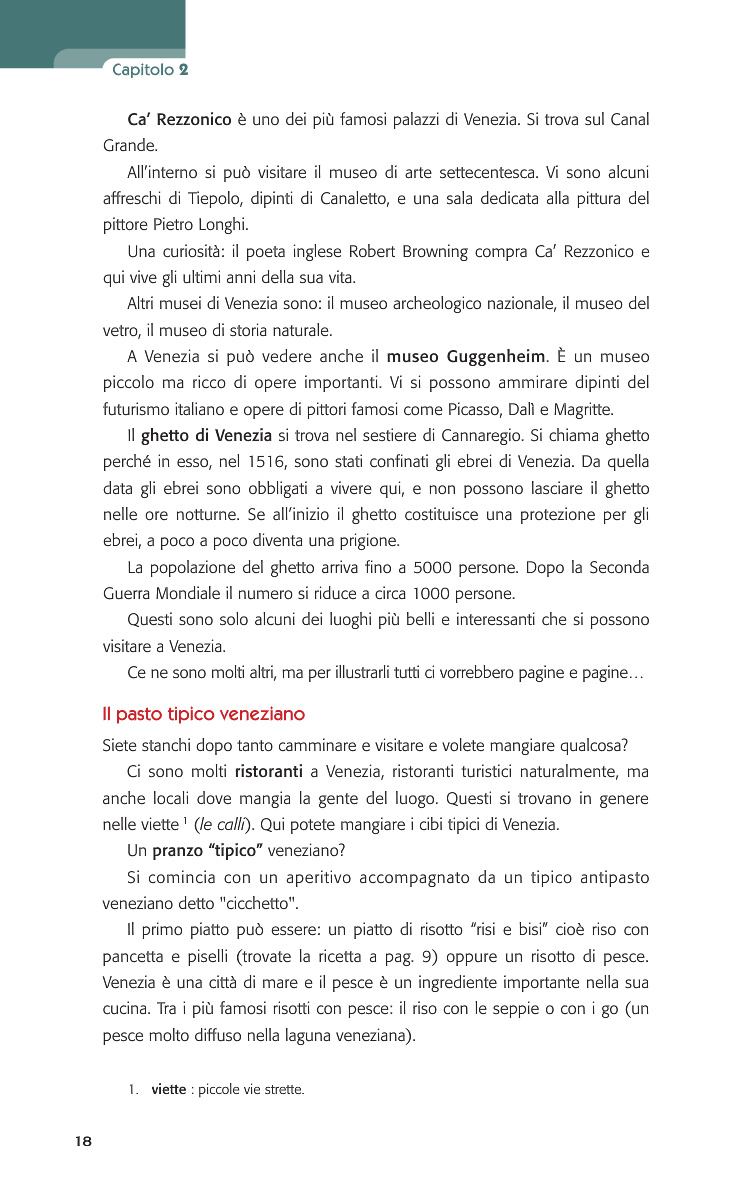 Capitolo 2
Ca’ Rezzonico è uno dei più famosi palazzi di Venezia. Si trova sul Canal
Grande.
All’interno si può visitare il museo di arte settecentesca. Vi sono alcuni
affreschi di Tiepolo, dipinti di Canaletto, e una sala dedicata alla pittura del
pittore Pietro Longhi.
Una curiosità: il poeta inglese Robert Browning compra Ca’ Rezzonico e
qui vive gli ultimi anni della sua vita.
Altri musei di Venezia sono: il museo archeologico nazionale, il museo del
vetro, il museo di storia naturale.
A Venezia si può vedere anche il museo Guggenheim. È un museo
piccolo ma ricco di opere importanti. Vi si possono ammirare dipinti del
futurismo italiano e opere di pittori famosi come Picasso, Dalì e Magritte.
Il ghetto di Venezia si trova nel sestiere di Cannaregio. Si chiama ghetto
perché in esso, nel 1516, sono stati confinati gli ebrei di Venezia. Da quella
data gli ebrei sono obbligati a vivere qui, e non possono lasciare il ghetto
nelle ore notturne. Se all’inizio il ghetto costituisce una protezione per gli
ebrei, a poco a poco diventa una prigione.
La popolazione del ghetto arriva fino a 5000 persone. Dopo la Seconda
Guerra Mondiale il numero si riduce a circa 1000 persone.
Questi sono solo alcuni dei luoghi più belli e interessanti che si possono
visitare a Venezia.
Ce ne sono molti altri, ma per illustrarli tutti ci vorrebbero pagine e pagine…
Il pasto tipico veneziano
Siete stanchi dopo tanto camminare e visitare e volete mangiare qualcosa?
Ci sono molti ristoranti a Venezia, ristoranti turistici naturalmente, ma
anche locali dove mangia la gente del luogo. Questi si trovano in genere
nelle viette ¹ (le calli). Qui potete mangiare i cibi tipici di Venezia.
Un pranzo “tipico” veneziano?
Si comincia con un aperitivo accompagnato da un tipico antipasto
veneziano detto "cicchetto".
Il primo piatto può essere: un piatto di risotto “risi e bisi” cioè riso con
pancetta e piselli (trovate la ricetta a pag. 9) oppure un risotto di pesce.
Venezia è una città di mare e il pesce è un ingrediente importante nella sua
cucina. Tra i più famosi risotti con pesce: il riso con le seppie o con i go (un
pesce molto diffuso nella laguna veneziana).
1. viette : piccole vie strette.
18